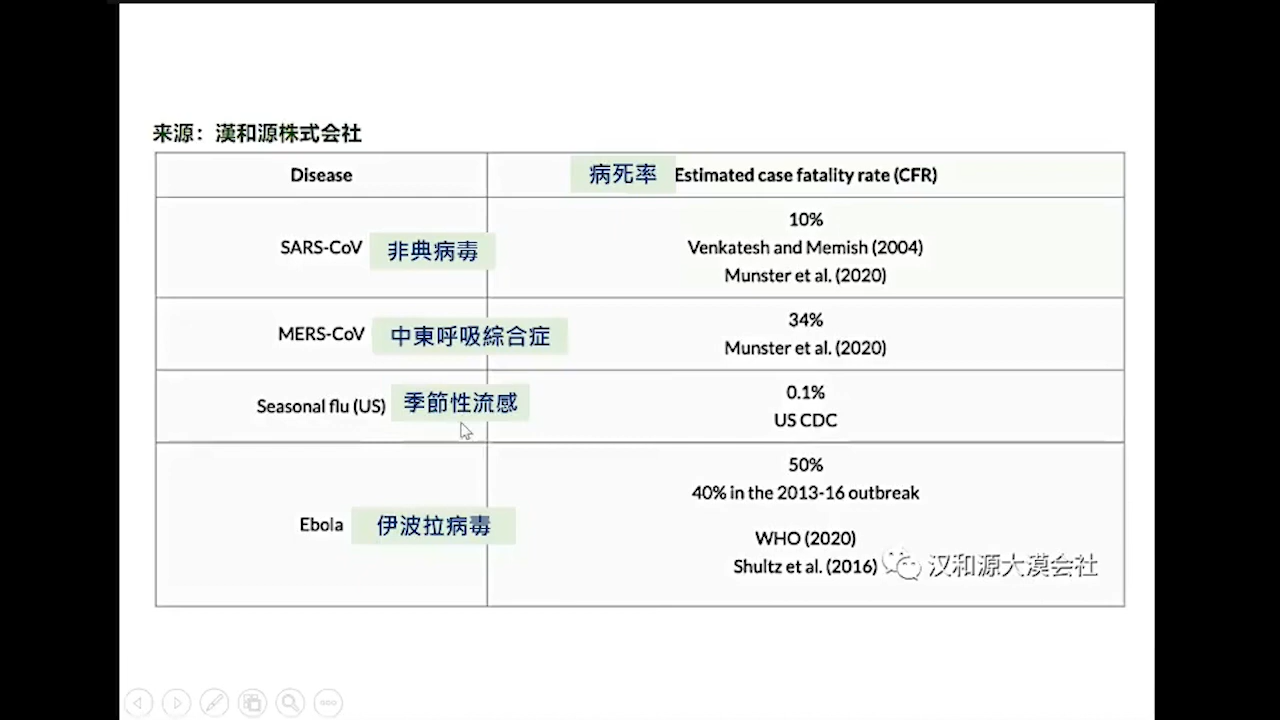 来源：漢和源株式会社
Disease
病死率 Estimated case fatality rate (CFR)
SARS-CoV 非典病毒
10%
Venkatesh and Memish (2004)
Munster et al. (2020)
MERS-CoV 中東呼吸綜合症
34%
Munster et al. (2020)
Seasonal flu (US) 季節性流感
0.1%
US CDC
Ebola 伊波拉病毒
50%
40% in the 2013-16 outbreak
WHO (2020)
Shultz et al. (2016)
汉和源大漠会社